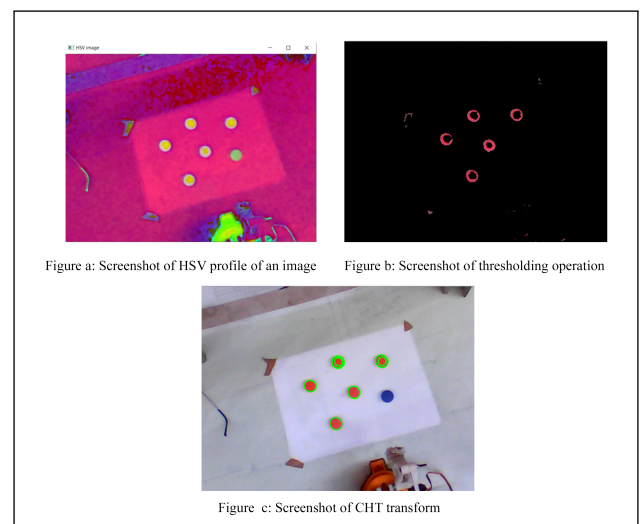 HSV image
Figure a: Screenshot of HSV profile of an image
Figure b: Screenshot of thresholding operation
Figure c: Screenshot of CHT transform